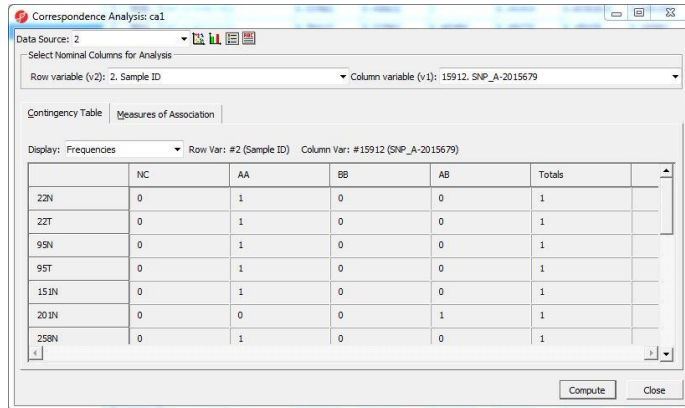 Correspondence Analysis: ca1
Data Source: 2
Select Nominal Columns for Analysis
Row variable (v2): 2. Sample ID Column variable (v1): 15912. SNP_A-2015679
Contingency Table Measures of Association
Display: Frequencies Row Var: #2 (Sample ID) Column Var: #15912 (SNP_A-2015679)
NC AA BB AB Totals
22N 0 1 0 0 1
22T 0 1 0 0 1
95N 0 1 0 0 1
95T 0 1 0 0 1
151N 0 1 0 0 1
201N 0 0 0 1 1
258N 0 1 0 0 1
Compute Close